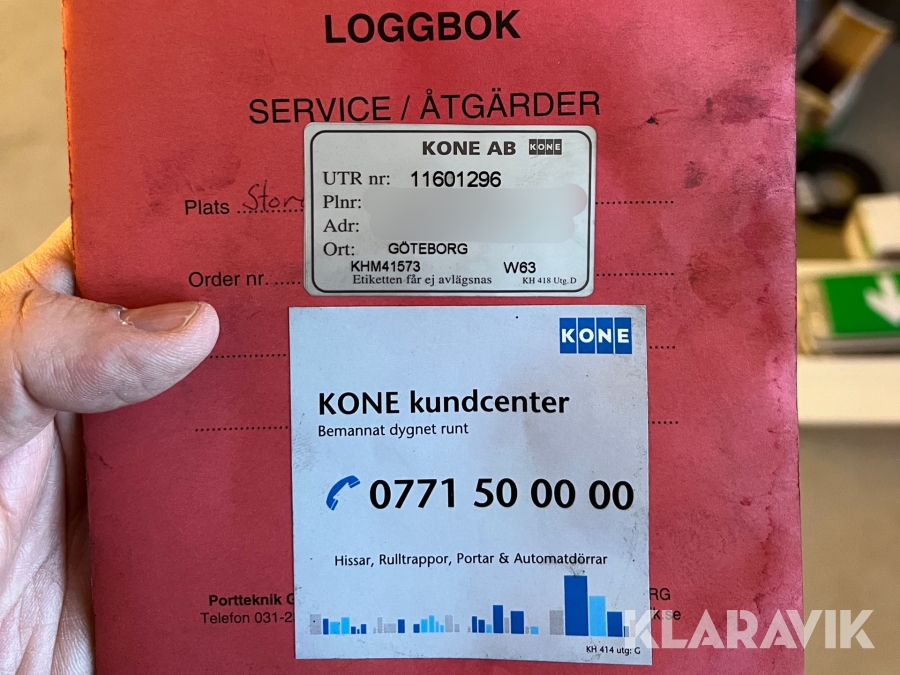 LOGGBOK
SERVICE / ÅTGÄRDER
KONE AB KONE
UTR nr: 11601296
Plnr:
Adr:
Ort: GÖTEBORG
KHM41573 W63
Etiketten får ej avlägsnas KH 418 Utg.D
Plats
Order nr.
KONE
KONE kundcenter
Bemannat dygnet runt
0771 50 00 00
Hissar, Rulltrappor, Portar & Automatdörrar
KH 414 utg: G
Portteknik G
Telefon 031-2
KLARAVIK